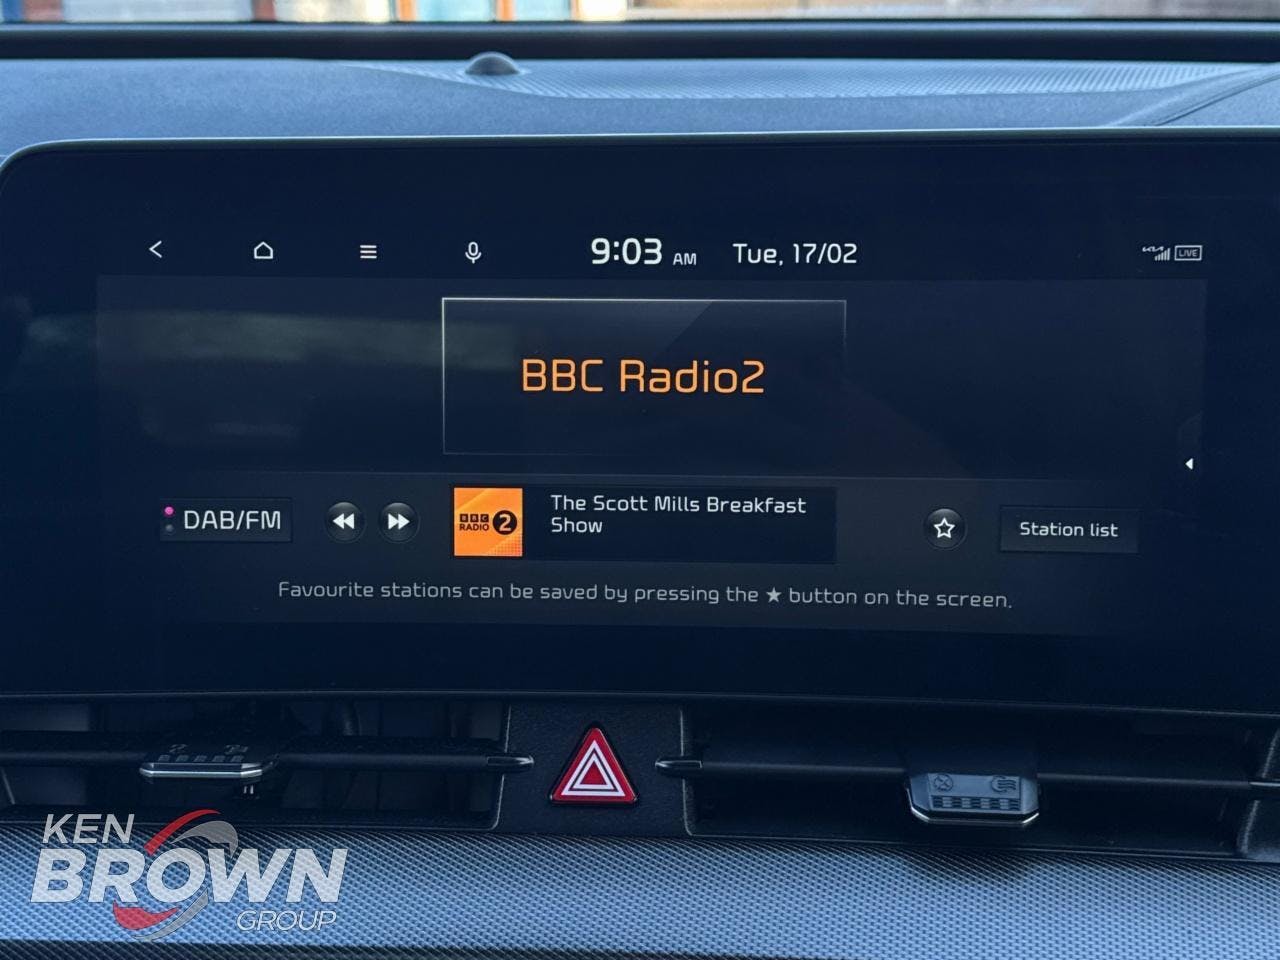 9:03 AM Tue, 17/02
LIVE
BBC Radio2
DAB/FM
BBC
RADIO 2
The Scott Mills Breakfast
Show
Station list
Favourite stations can be saved by pressing the ★ button on the screen.
KEN
BROWN
GROUP